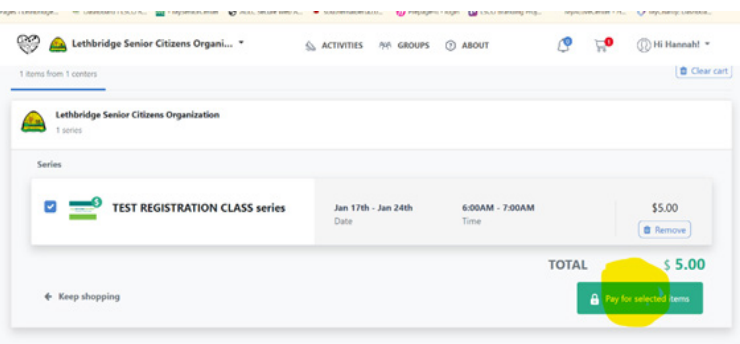 Lethbridge Senior Citizens Organi...
ACTIVITIES
GROUPS
ABOUT
Hi Hannah!
1 items from 1 centers
Clear cart
Lethbridge Senior Citizens Organization
1 series
Series
TEST REGISTRATION CLASS series
Jan 17th - Jan 24th
6:00AM - 7:00AM
$5.00
Date
Time
Remove
TOTAL $ 5.00
Keep shopping
Pay for selected items